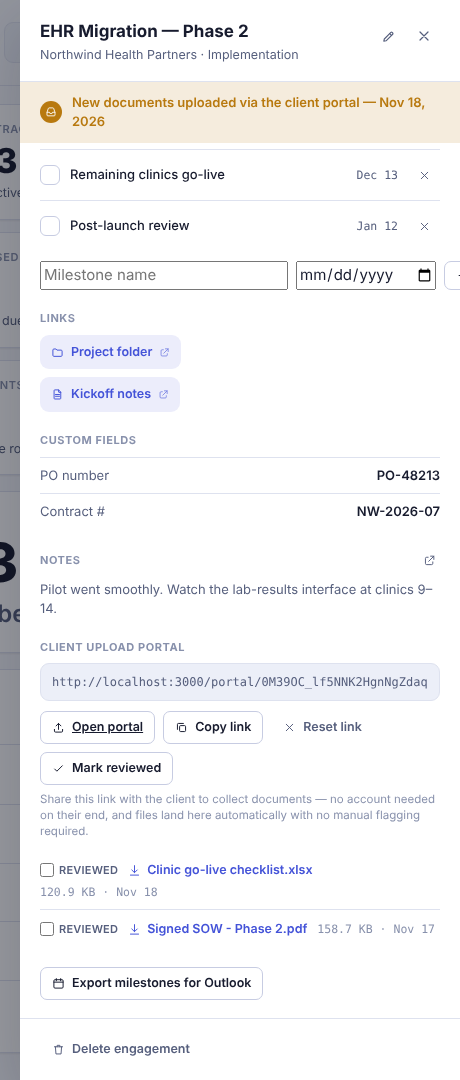 EHR Migration — Phase 2
Northwind Health Partners · Implementation
New documents uploaded via the client portal — Nov 18,
2026
Remaining clinics go-live Dec 13
Post-launch review Jan 12
Milestone name mm/dd/yyyy
LINKS
Project folder
Kickoff notes
CUSTOM FIELDS
PO number PO-48213
Contract # NW-2026-07
NOTES
Pilot went smoothly. Watch the lab-results interface at clinics 9–
14.
CLIENT UPLOAD PORTAL
http://localhost:3000/portal/0M39OC_lf5NNK2HgnNgZdaq
Open portal Copy link Reset link
Mark reviewed
Share this link with the client to collect documents — no account needed
on their end, and files land here automatically with no manual flagging
required.
REVIEWED Clinic go-live checklist.xlsx
120.9 KB · Nov 18
REVIEWED Signed SOW - Phase 2.pdf 158.7 KB · Nov 17
Export milestones for Outlook
Delete engagement